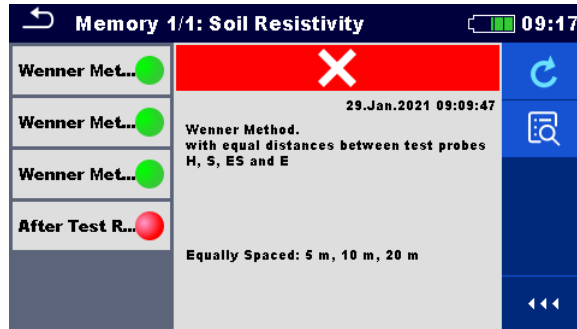 Memory 1/1: Soil Resistivity
09:17
Wenner Met...
Wenner Met...
Wenner Met...
After Test R...
29.Jan.2021 09:09:47
Wenner Method.
with equal distances between test probes
H, S, ES and E
Equally Spaced: 5 m, 10 m, 20 m